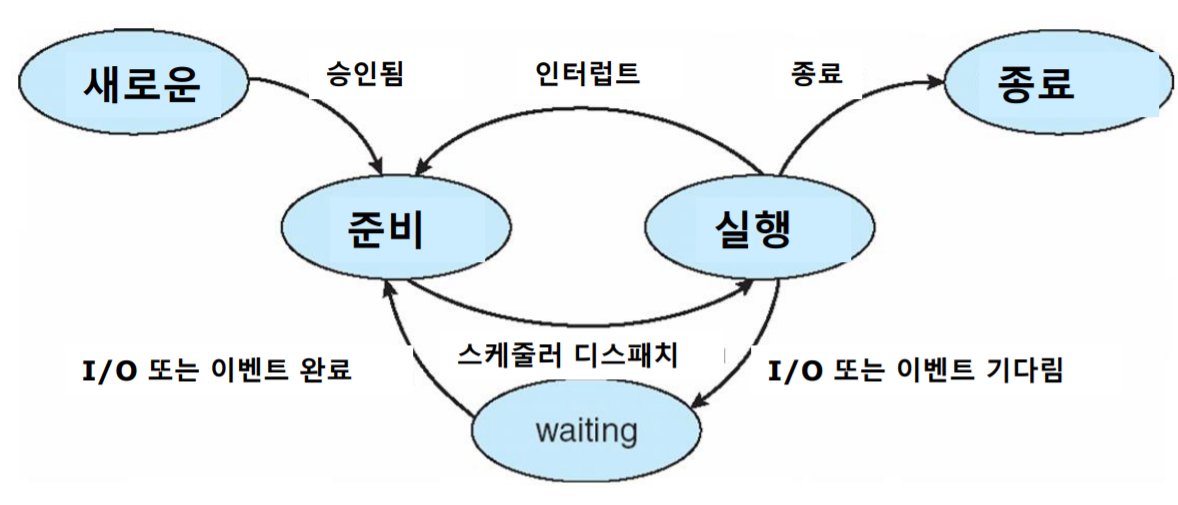 새로운
승인됨
인터럽트
종료
종료
준비
실행
I/O 또는 이벤트 완료
스케줄러 디스패치
I/O 또는 이벤트 기다림
waiting